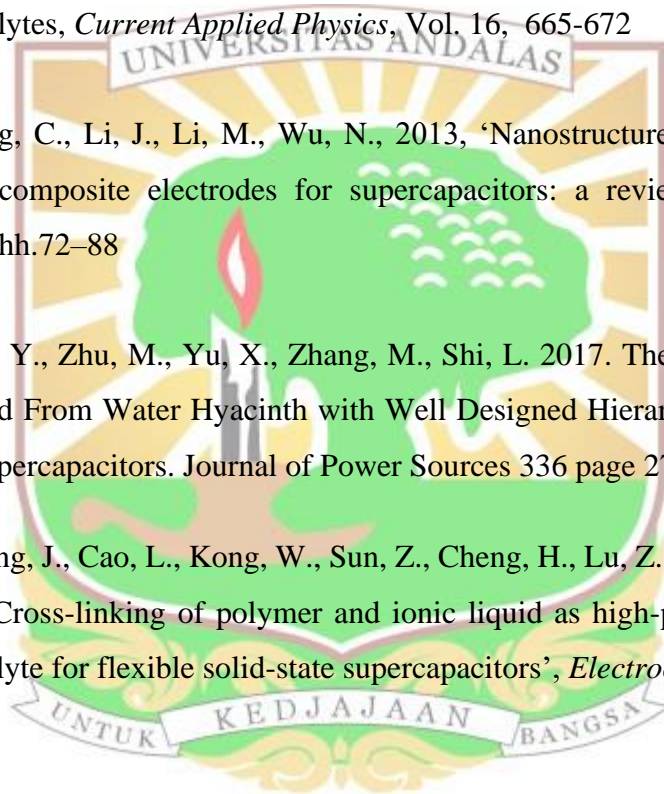 lytes, Current Applied Physics, Vol. 16, 665-672
UNIVERSITAS ANDALAS
g, C., Li, J., Li, M., Wu, N., 2013, ‘Nanostructure
composite electrodes for supercapacitors: a revie
hh.72–88
Y., Zhu, M., Yu, X., Zhang, M., Shi, L. 2017. The
d From Water Hyacinth with Well Designed Hierar
percapacitors. Journal of Power Sources 336 page 27
ng, J., Cao, L., Kong, W., Sun, Z., Cheng, H., Lu, Z.
Cross-linking of polymer and ionic liquid as high-p
lyte for flexible solid-state supercapacitors’, Electroc
UNTUK KEDJAJAAN BANGSA